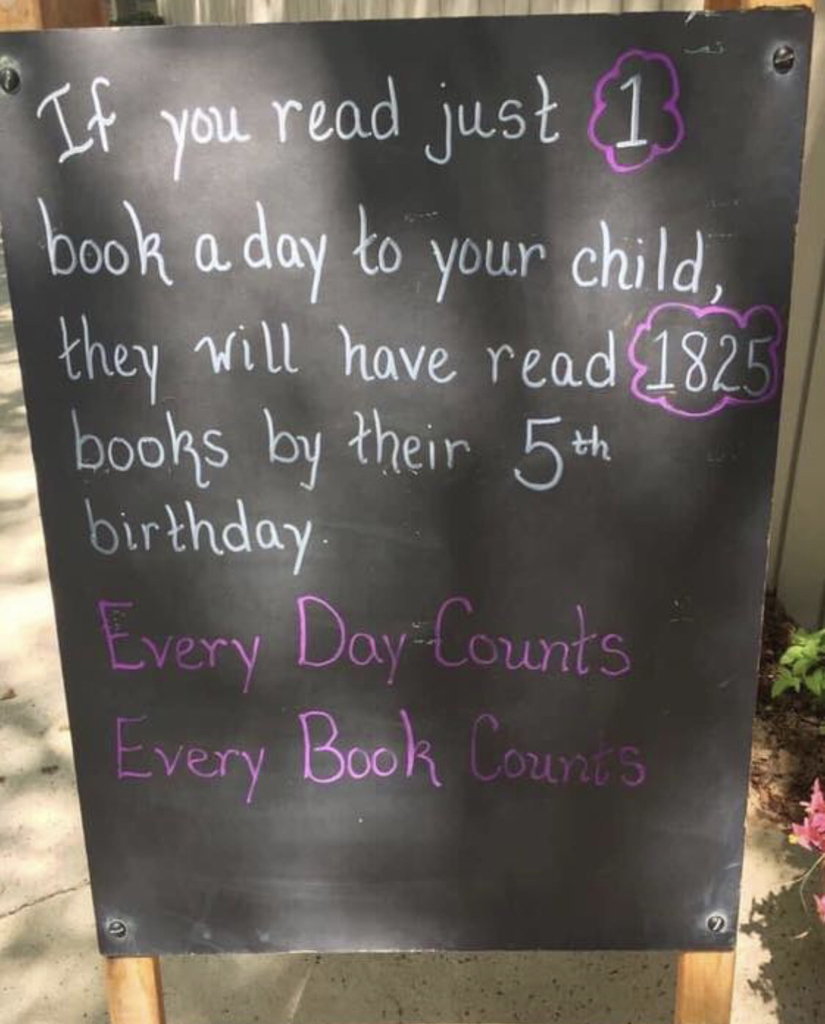 If you read just 1
book a day to your child,
they will have read 1825
books by their 5th
birthday.
Every Day Counts
Every Book Counts